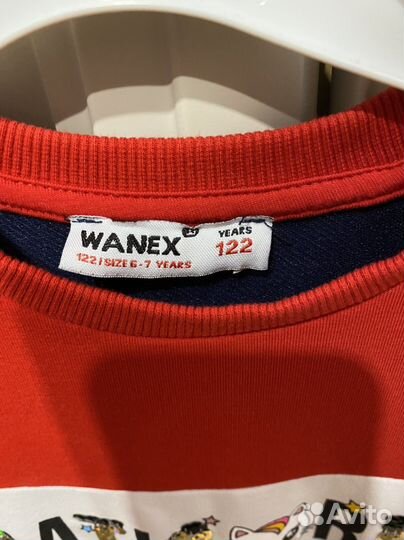 WANEX
YEARS
122
122 / SIZE 6 - 7 YEARS
Avito